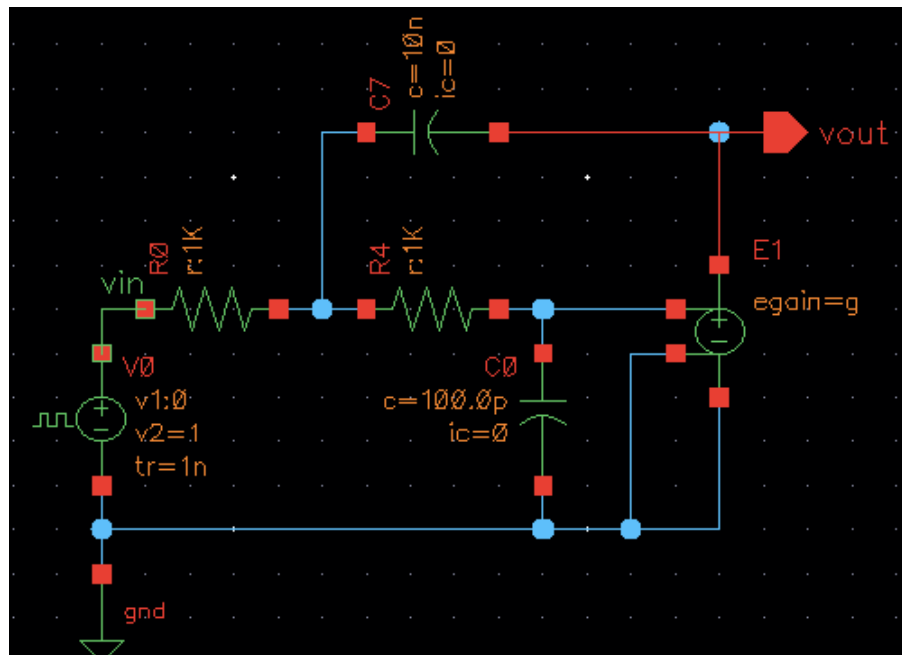 C7
c=10n
ic=0
vout
R0
r:1K
R4
r:1K
E1
vin
egain=g
V0
C0
v1:0
c=100.0p
v2=1
ic=0
tr=1n
gnd